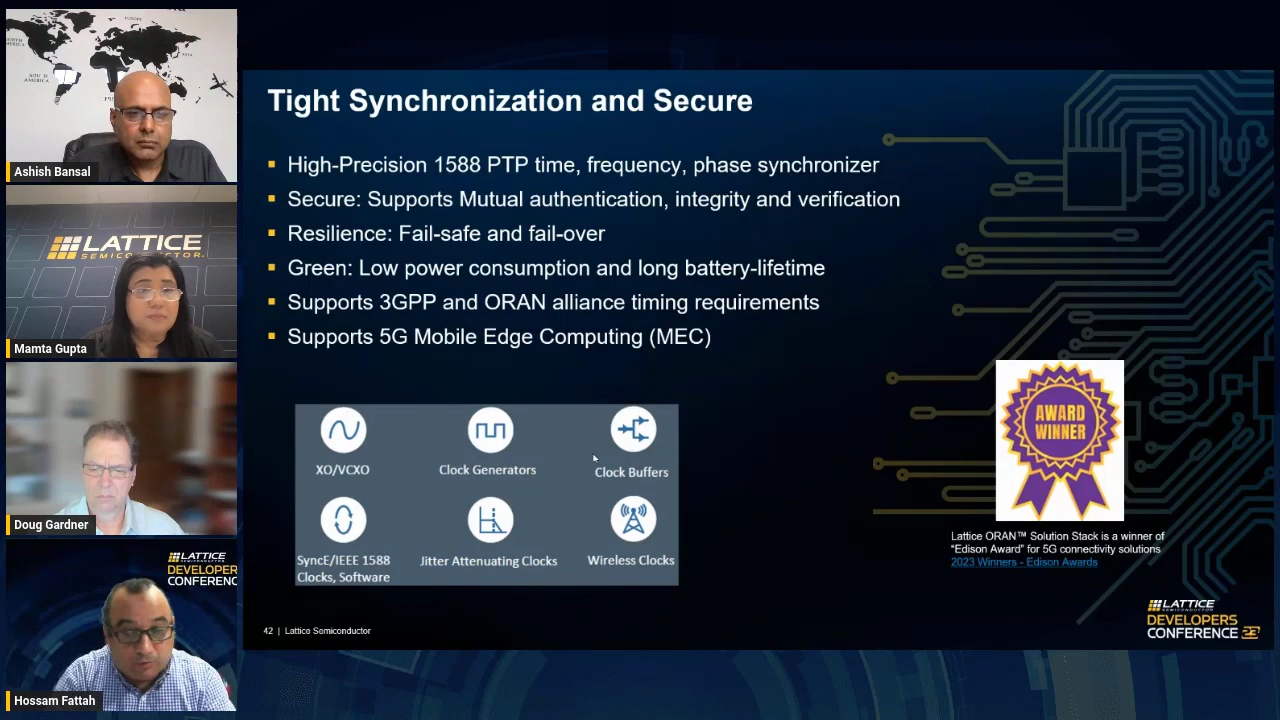 SOUTH
AMERICA
Ashish Bansal
LATTICE
SEMICONDUCTOR
Mamta Gupta
Doug Gardner
LATTICE
SEMICONDUCTOR
DEVELOPERS
CONFERENCE
Hossam Fattah
Tight Synchronization and Secure
High-Precision 1588 PTP time, frequency, phase synchronizer
Secure: Supports Mutual authentication, integrity and verification
Resilience: Fail-safe and fail-over
Green: Low power consumption and long battery-lifetime
Supports 3GPP and ORAN alliance timing requirements
Supports 5G Mobile Edge Computing (MEC)
XO/VCXO
Clock Generators
Clock Buffers
SyncE/IEEE 1588
Clocks, Software
Jitter Attenuating Clocks
Wireless Clocks
AWARD
WINNER
Lattice ORAN™ Solution Stack is a winner of
“Edison Award” for 5G connectivity solutions
2023 Winners - Edison Awards
42 | Lattice Semiconductor
LATTICE
SEMICONDUCTOR
DEVELOPERS
CONFERENCE 23